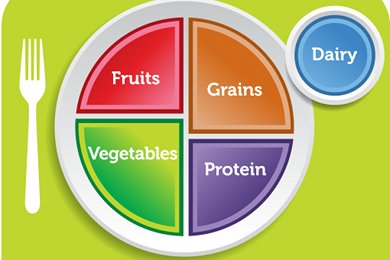 Fruits
Grains
Dairy
Vegetables
Protein